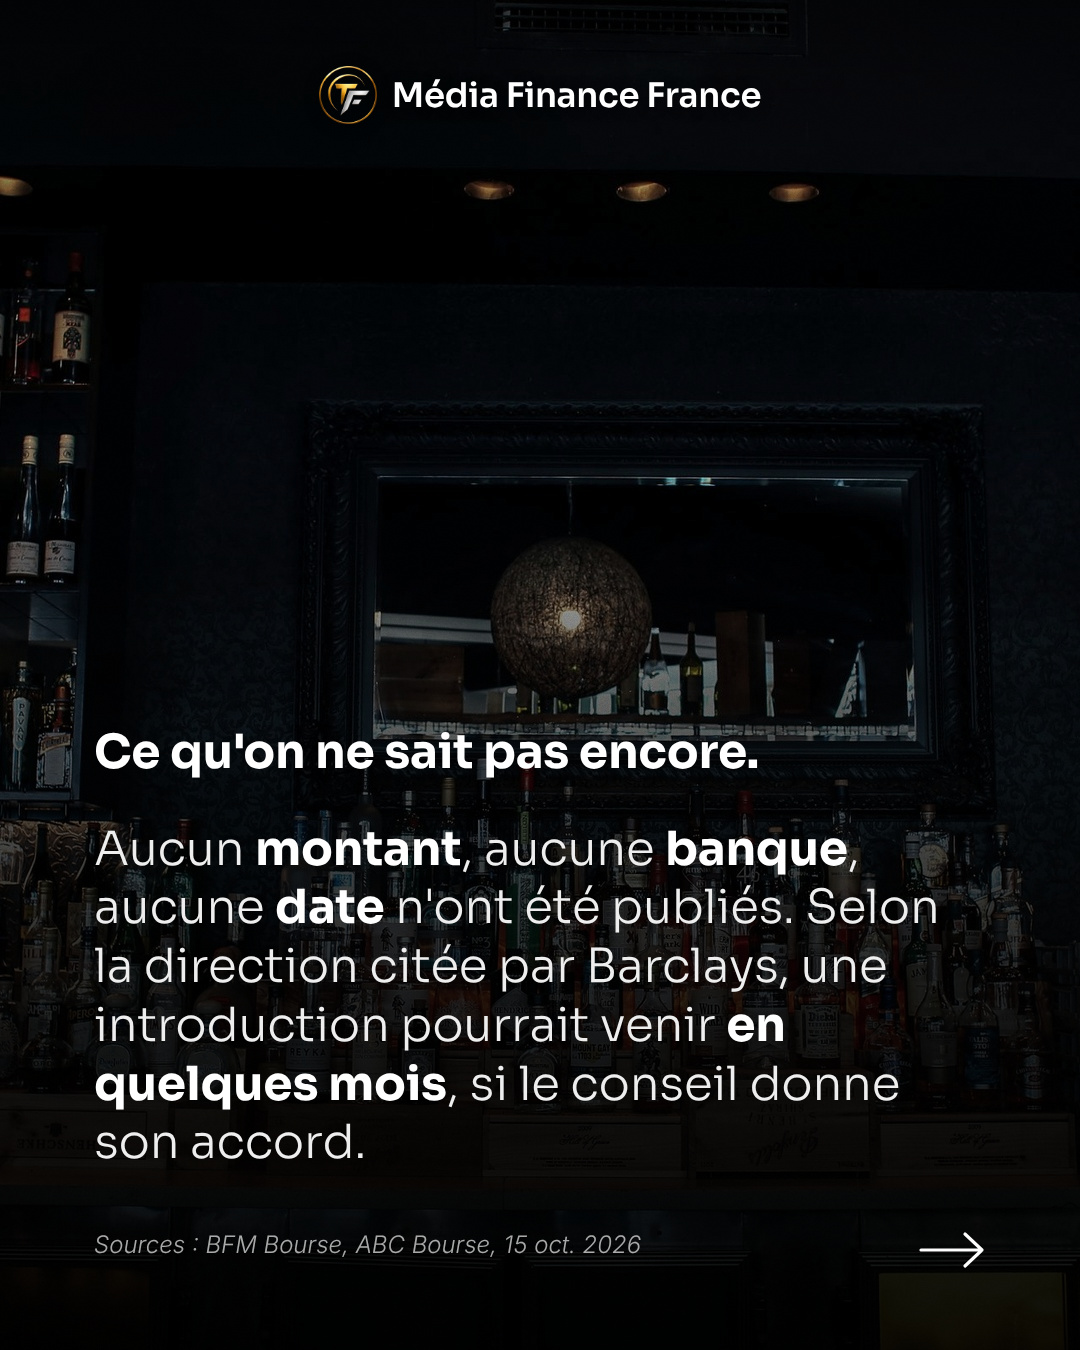 Média Finance France
Ce qu'on ne sait pas encore.
Aucun montant, aucune banque,
aucune date n'ont été publiés. Selon
la direction citée par Barclays, une
introduction pourrait venir en
quelques mois, si le conseil donne
son accord.
Sources : BFM Bourse, ABC Bourse, 15 oct. 2026